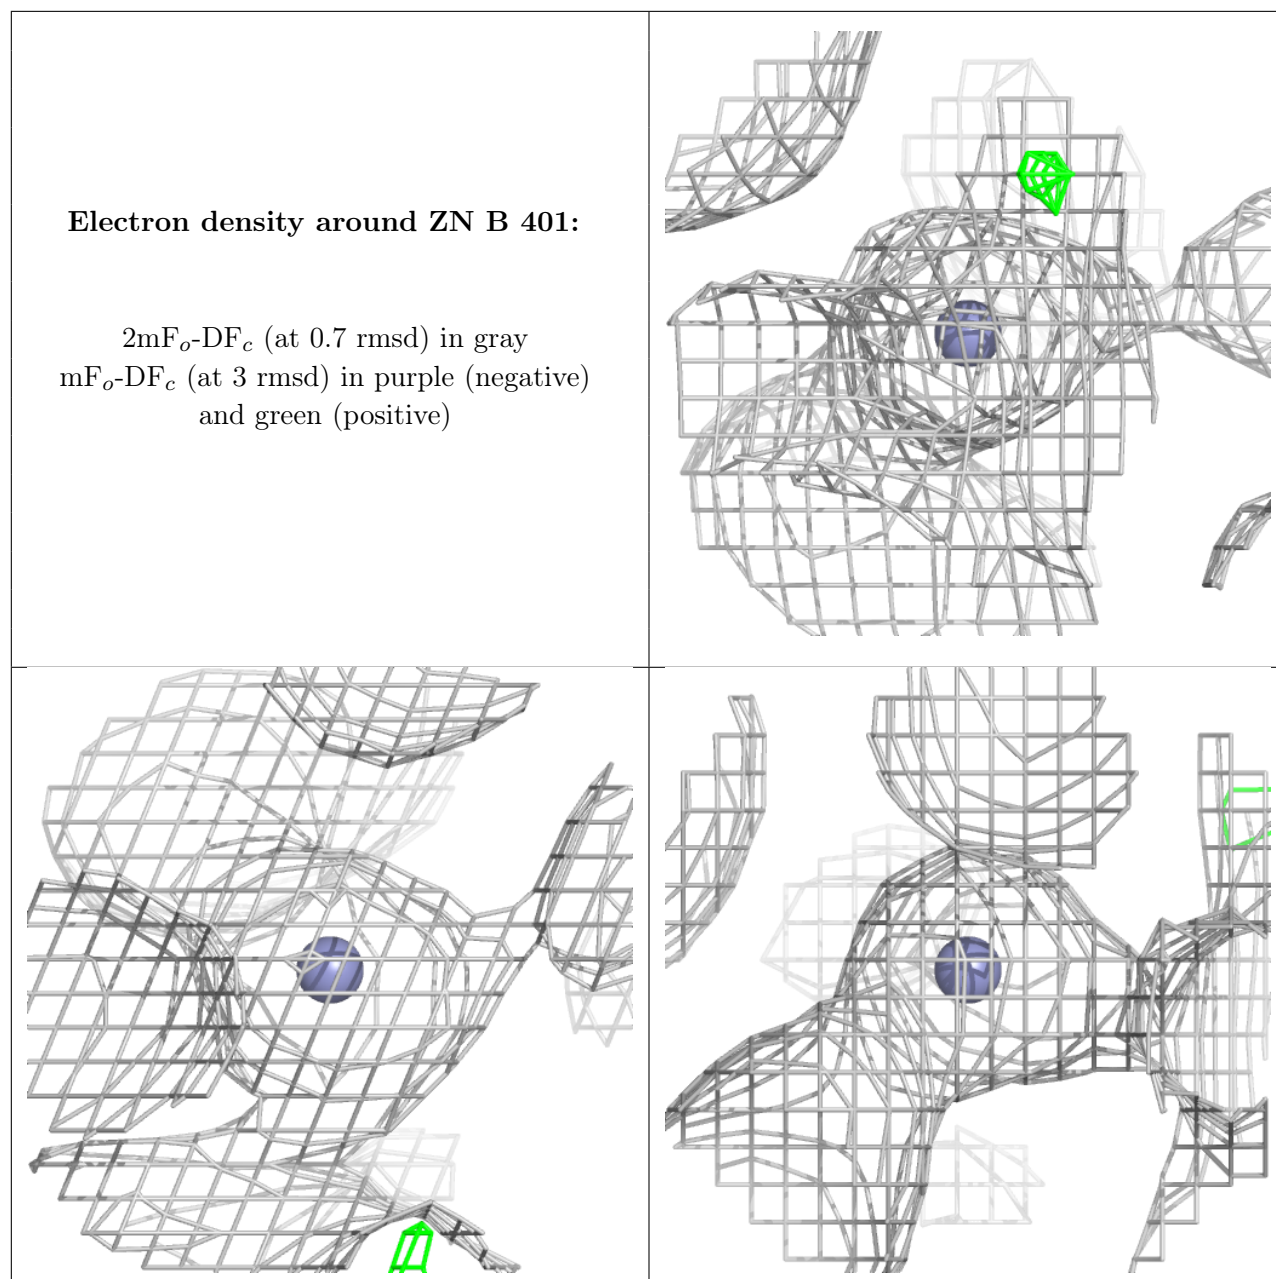 Electron density around ZN B 401:
2mFo-DFc (at 0.7 rmsd) in gray
mFo-DFc (at 3 rmsd) in purple (negative)
and green (positive)